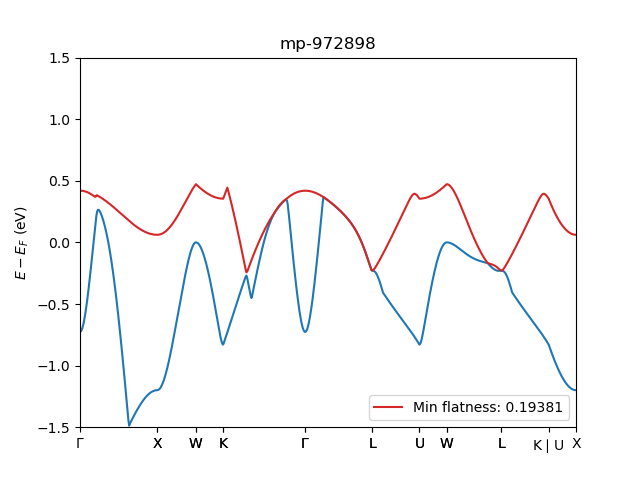 mp-972898
1.5
1.0
0.5
0.0
−0.5
−1.0
−1.5
E − E_F (eV)
Min flatness: 0.19381
Γ X W K Γ L U W L K | U X